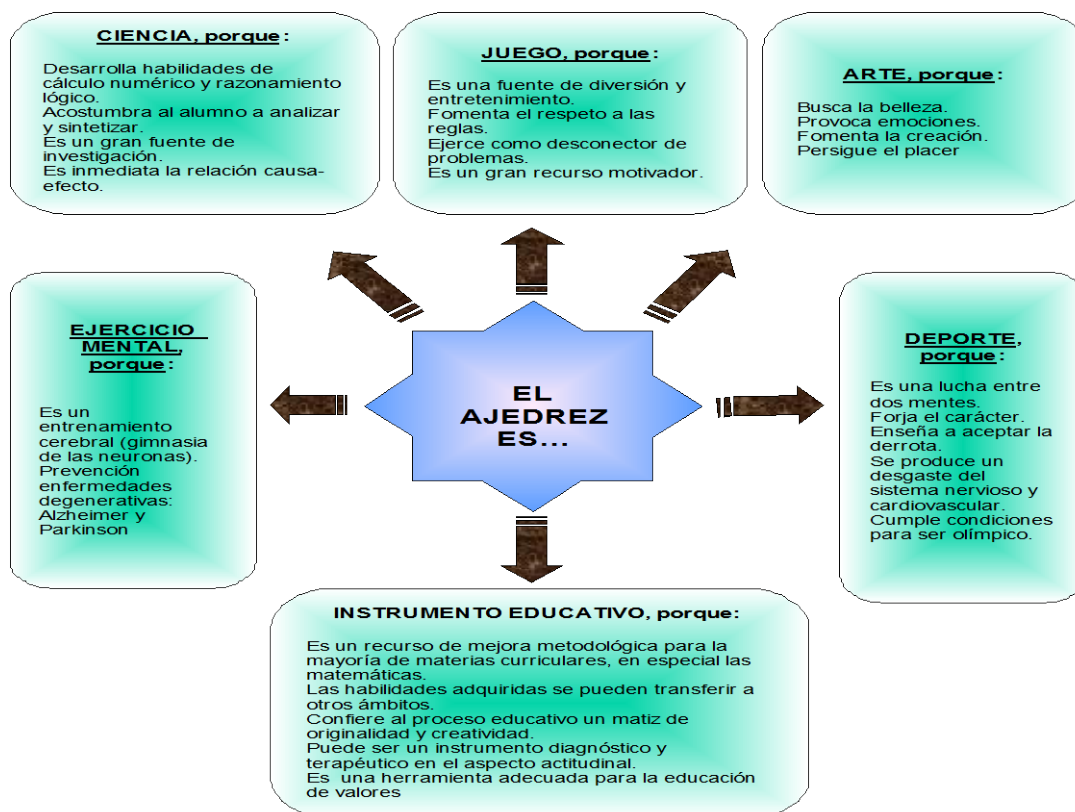 CIENCIA, porque:
Desarrolla habilidades de
cálculo numérico y razonamiento
lógico.
Acostumbra al alumno a analizar
y sintetizar.
Es un gran fuente de
investigación.
Es inmediata la relación causa-
efecto.
JUEGO, porque:
Es una fuente de diversión y
entretenimiento.
Fomenta el respeto a las
reglas.
Ejerce como desconector de
problemas.
Es un gran recurso motivador.
ARTE, porque:
Busca la belleza.
Provoca emociones.
Fomenta la creación.
Persigue el placer
EJERCICIO
MENTAL,
porque:
Es un
entrenamiento
cerebral (gimnasia
de las neuronas).
Prevención
enfermedades
degenerativas:
Alzheimer y
Parkinson
EL
AJEDREZ
ES...
DEPORTE,
porque:
Es una lucha entre
dos mentes.
Forja el carácter.
Enseña a aceptar la
derrota.
Se produce un
desgaste del
sistema nervioso y
cardiovascular.
Cumple condiciones
para ser olímpico.
INSTRUMENTO EDUCATIVO, porque:
Es un recurso de mejora metodológica para la
mayoría de materias curriculares, en especial las
matemáticas.
Las habilidades adquiridas se pueden transferir a
otros ámbitos.
Confiere al proceso educativo un matiz de
originalidad y creatividad.
Puede ser un instrumento diagnóstico y
terapéutico en el aspecto actitudinal.
Es una herramienta adecuada para la educación
de valores